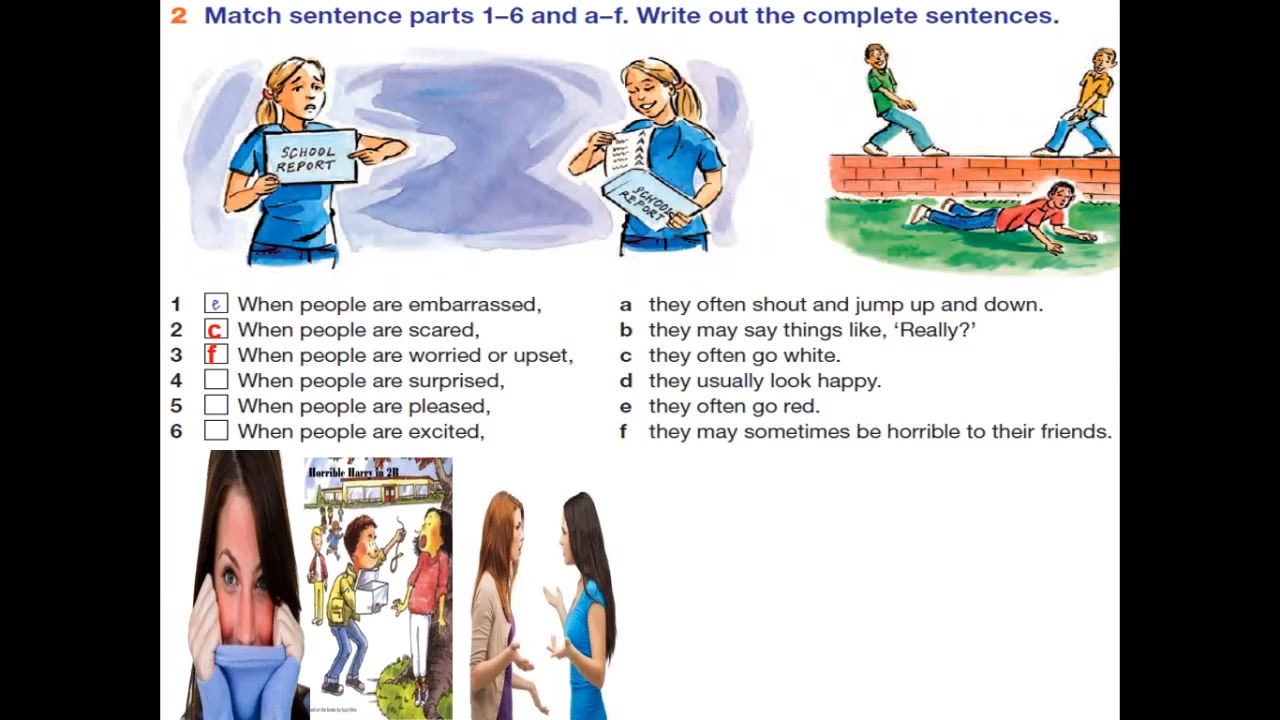 2 Match sentence parts 1–6 and a–f. Write out the complete sentences.
SCHOOL
REPORT
SCHOOL
REPORT
1 e When people are embarrassed,
2 c When people are scared,
3 f When people are worried or upset,
4 When people are surprised,
5 When people are pleased,
6 When people are excited,
a they often shout and jump up and down.
b they may say things like, ‘Really?’
c they often go white.
d they usually look happy.
e they often go red.
f they may sometimes be horrible to their friends.
Horrible Harry in 2B